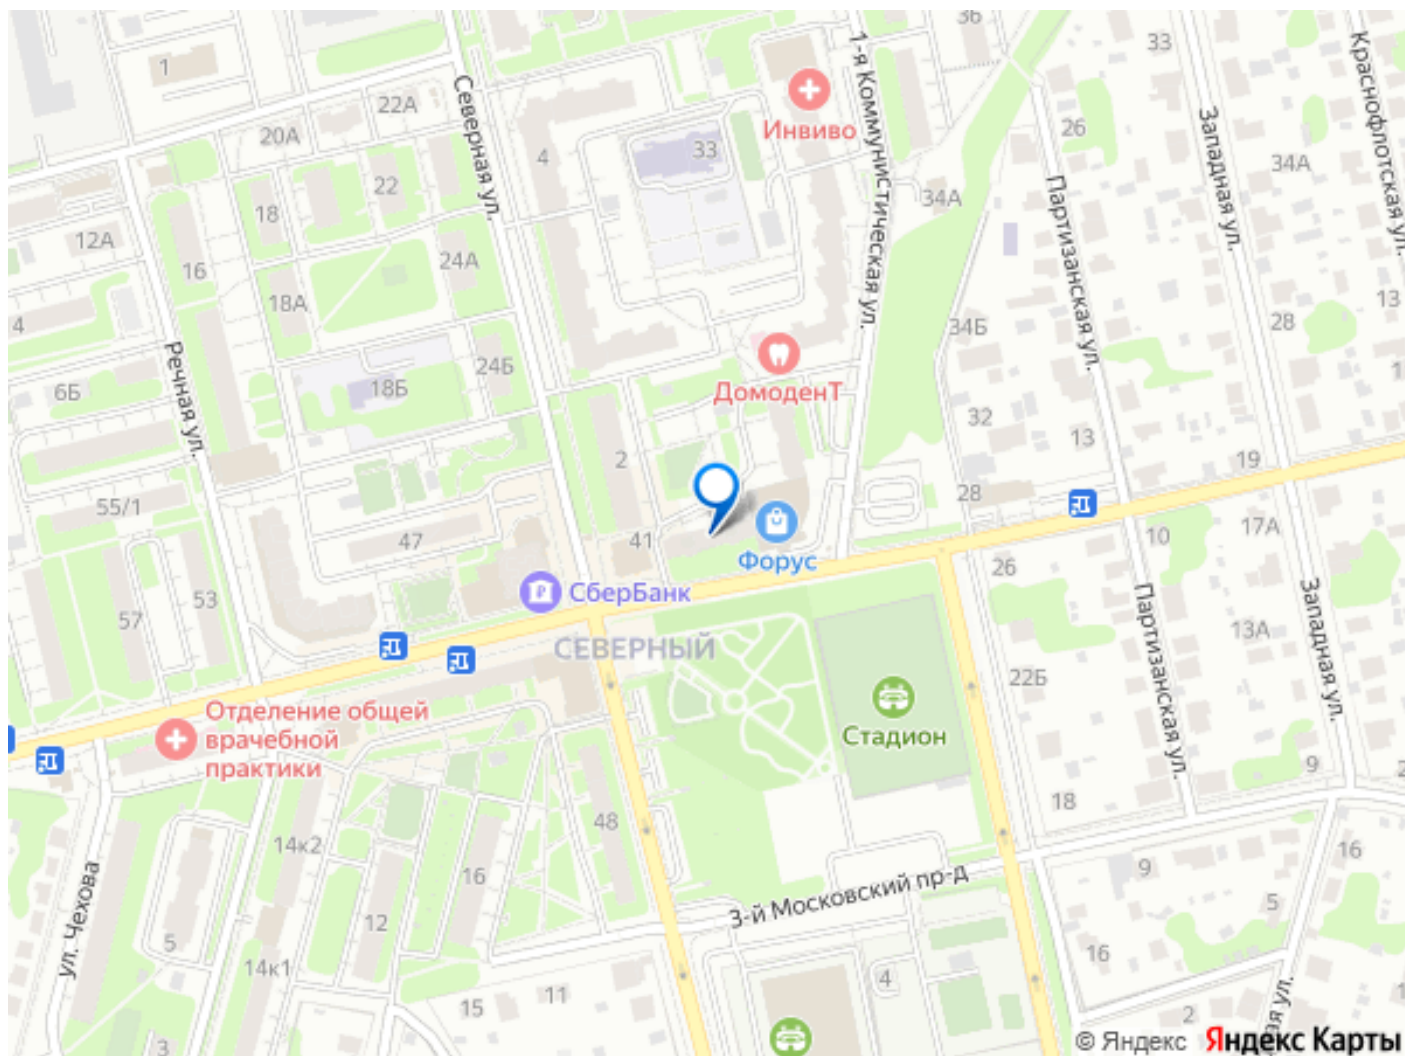 3Б
33
Краснофлотская ул.
1
Северная ул.
22А
20А
4
33
Инвиво
1-я Коммунистическая ул.
26
Западная ул.
34А
Партизанская ул.
34А
22
18
12А
16
24А
18А
13
28
34Б
4
Речная ул.
6Б
18Б
24Б
ДомоденТ
32
13
19
2
28
55/1
47
41
Форус
17А
10
26
СберБанк
53
57
СЕВЕРНЫЙ
Партизанская ул.
Западная ул.
13А
22Б
Отделение общей
врачебной
практики
Стадион
9
18
48
14к2
16
16
9
3-й Московский пр-д
ул. Чехова
12
5
5
14к1
16
4
15
11
2
3
ая ул.
© Яндекс Яндекс Карты